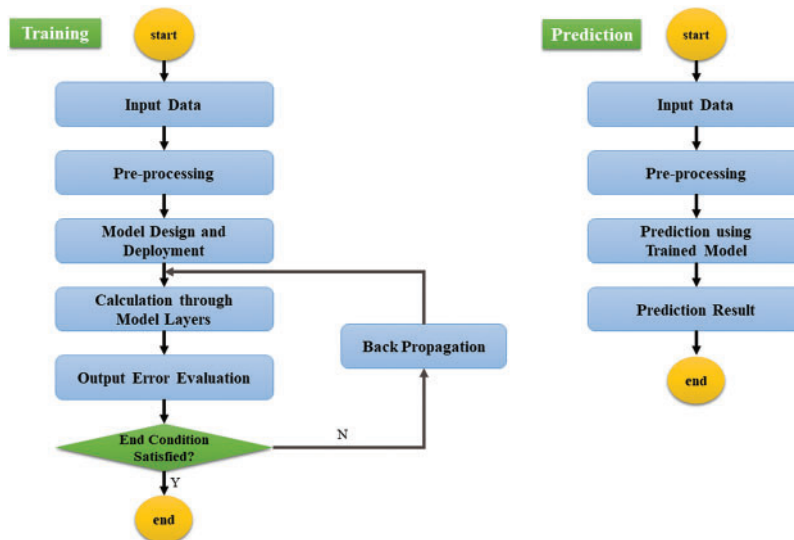 Training
start
Input Data
Pre-processing
Model Design and
Deployment
Calculation through
Model Layers
Output Error Evaluation
End Condition
Satisfied?
N
Y
end
Back Propagation
Prediction
start
Input Data
Pre-processing
Prediction using
Trained Model
Prediction Result
end